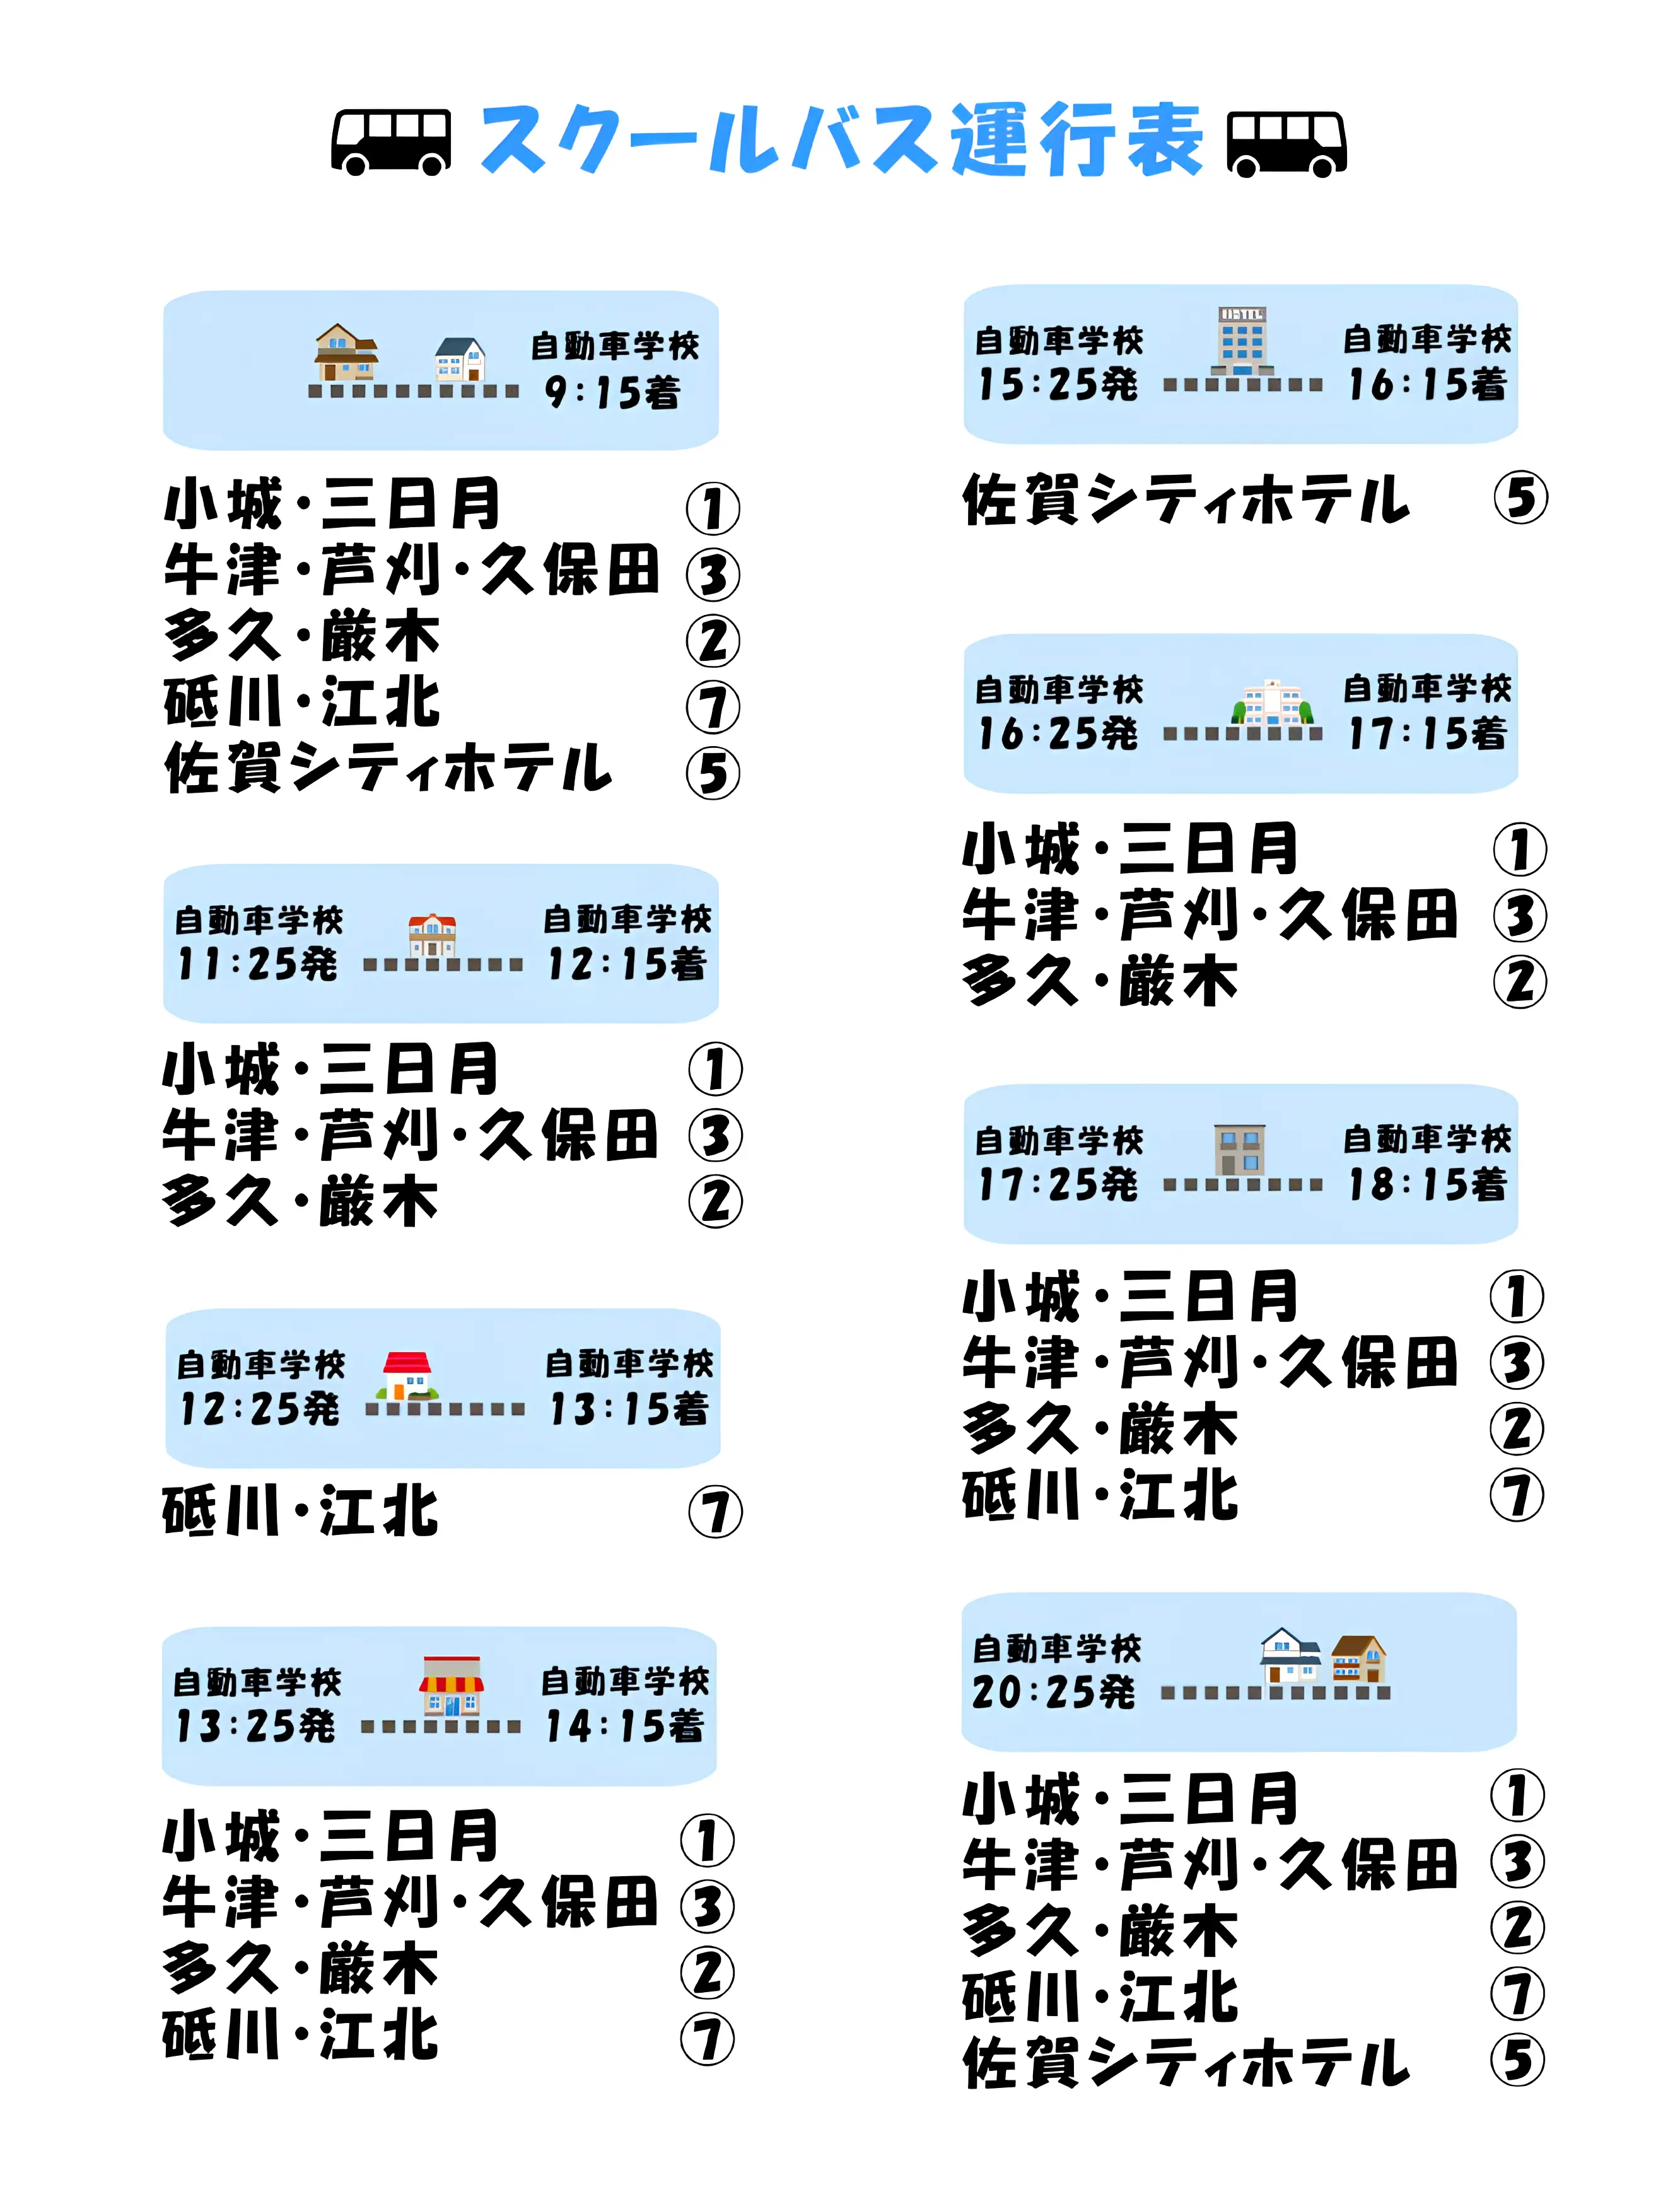 スクールバス運行表
自動車学校
9:15着
小城・三日月 ①
牛津・芦刈・久保田 ③
多久・厳木 ②
砥川・江北 ⑦
佐賀シティホテル ⑤
自動車学校 自動車学校
11:25発 12:15着
小城・三日月 ①
牛津・芦刈・久保田 ③
多久・厳木 ②
自動車学校 自動車学校
12:25発 13:15着
砥川・江北 ⑦
自動車学校 自動車学校
13:25発 14:15着
小城・三日月 ①
牛津・芦刈・久保田 ③
多久・厳木 ②
砥川・江北 ⑦
HOTEL
自動車学校 自動車学校
15:25発 16:15着
佐賀シティホテル ⑤
自動車学校 自動車学校
16:25発 17:15着
小城・三日月 ①
牛津・芦刈・久保田 ③
多久・厳木 ②
自動車学校 自動車学校
17:25発 18:15着
小城・三日月 ①
牛津・芦刈・久保田 ③
多久・厳木 ②
砥川・江北 ⑦
自動車学校
20:25発
小城・三日月 ①
牛津・芦刈・久保田 ③
多久・厳木 ②
砥川・江北 ⑦
佐賀シティホテル ⑤